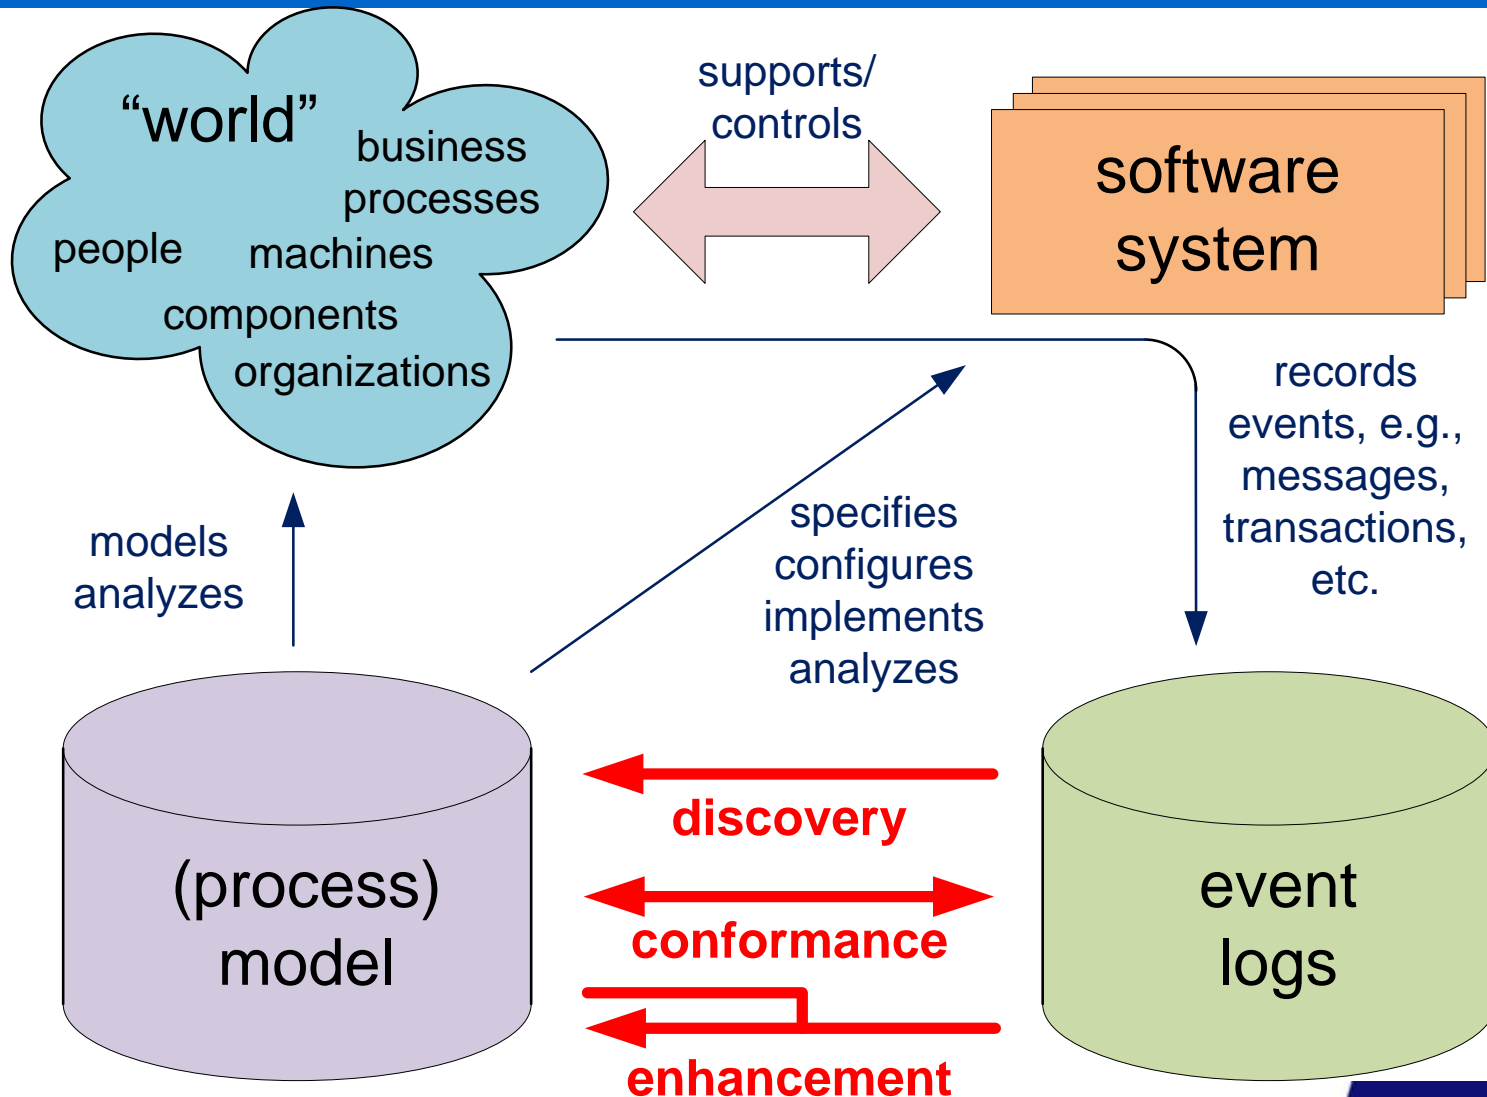 “world”
business
processes
people
machines
components
organizations
supports/
controls
software
system
records
events, e.g.,
messages,
transactions,
etc.
models
analyzes
specifies
configures
implements
analyzes
(process)
model
discovery
conformance
enhancement
event
logs